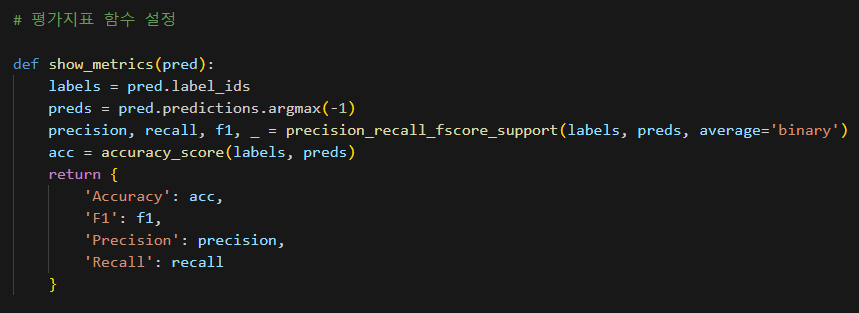 # 평가지표 함수 설정
def show_metrics(pred):
    labels = pred.label_ids
    preds = pred.predictions.argmax(-1)
    precision, recall, f1, _ = precision_recall_fscore_support(labels, preds, average='binary')
    acc = accuracy_score(labels, preds)
    return {
        'Accuracy': acc,
        'F1': f1,
        'Precision': precision,
        'Recall': recall
    }